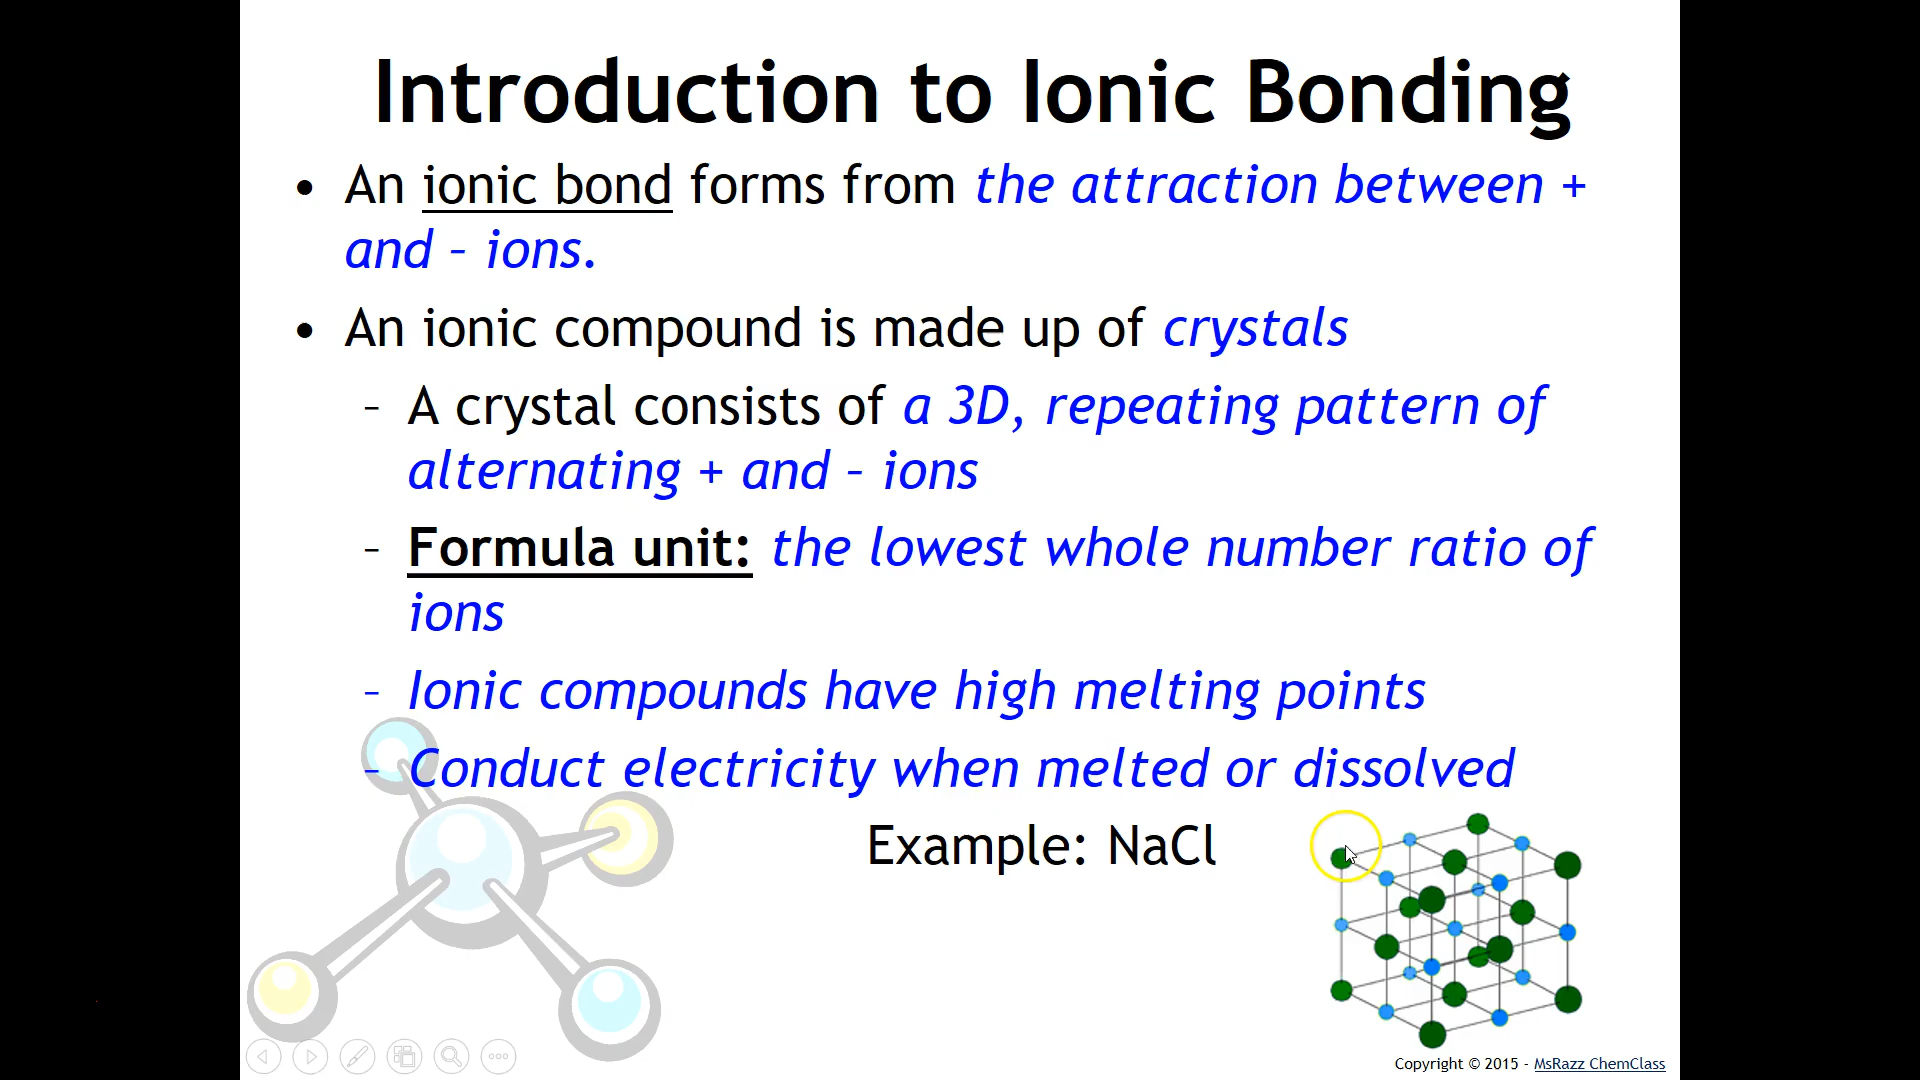 Introduction to Ionic Bonding
• An ionic bond forms from the attraction between +
and – ions.
• An ionic compound is made up of crystals
– A crystal consists of a 3D, repeating pattern of
alternating + and – ions
– Formula unit: the lowest whole number ratio of
ions
– Ionic compounds have high melting points
– Conduct electricity when melted or dissolved
Example: NaCl
Copyright © 2015 - MsRazz ChemClass